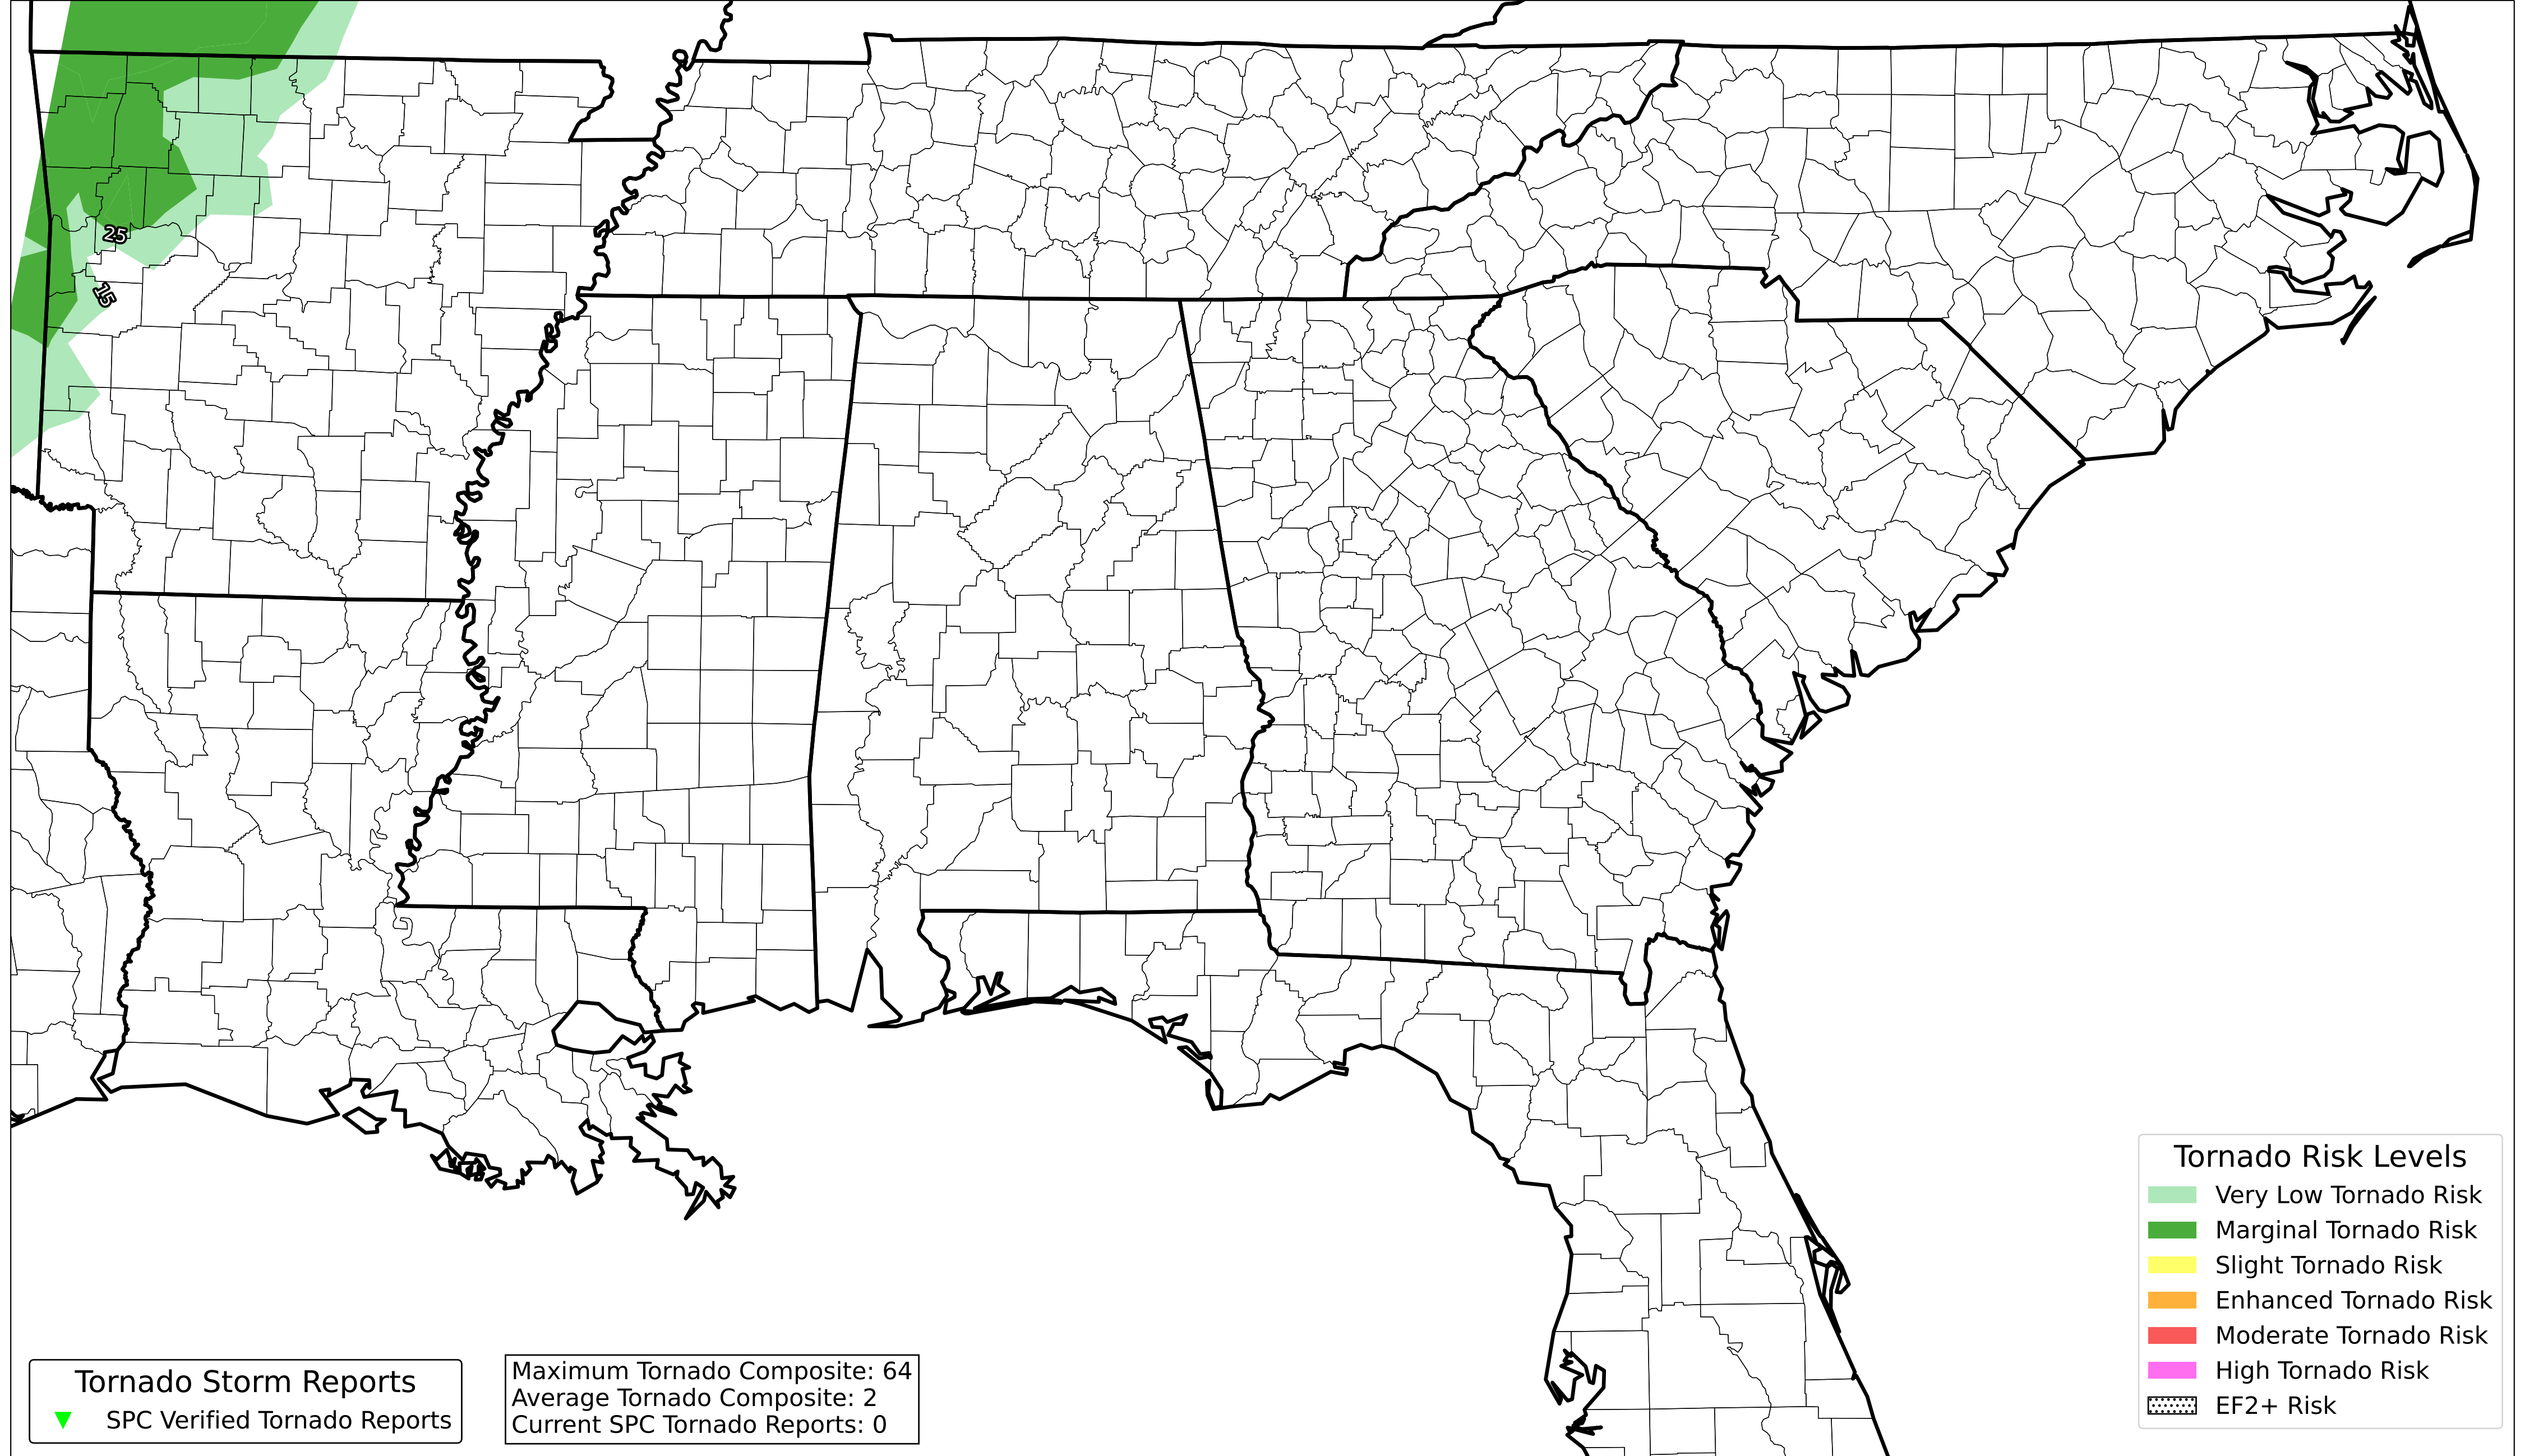 25
15
Tornado Risk Levels
Very Low Tornado Risk
Marginal Tornado Risk
Slight Tornado Risk
Enhanced Tornado Risk
Moderate Tornado Risk
High Tornado Risk
EF2+ Risk
Tornado Storm Reports
SPC Verified Tornado Reports
Maximum Tornado Composite: 64
Average Tornado Composite: 2
Current SPC Tornado Reports: 0